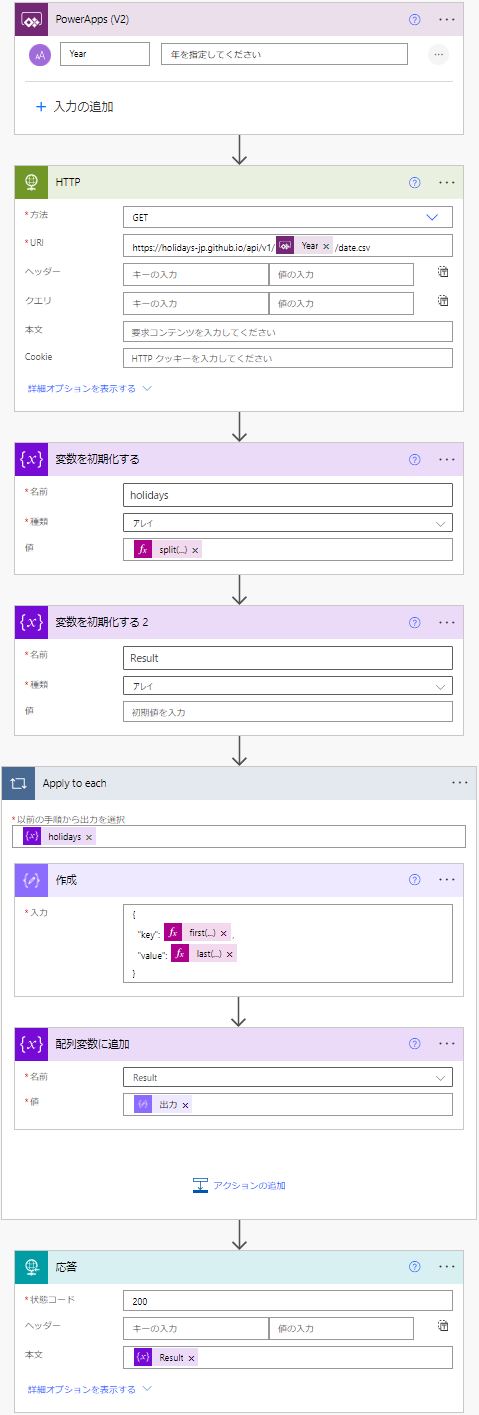 PowerApps (V2)
Year 年を指定してください
+ 入力の追加
HTTP
*方法 GET
*URI https://holidays-jp.github.io/api/v1/ Year × /date.csv
ヘッダー キーの入力 値の入力
クエリ キーの入力 値の入力
本文 要求コンテンツを入力してください
Cookie HTTP クッキーを入力してください
詳細オプションを表示する
変数を初期化する
*名前 holidays
*種類 アレイ
値 fx split(...) ×
変数を初期化する 2
*名前 Result
*種類 アレイ
値 初期値を入力
Apply to each
*以前の手順から出力を選択
{x} holidays ×
作成
*入力 {
"key": fx first(...) × ,
"value": fx last(...) ×
}
配列変数に追加
*名前 Result
*値 出力 ×
アクションの追加
応答
*状態コード 200
ヘッダー キーの入力 値の入力
本文 {x} Result ×
詳細オプションを表示する